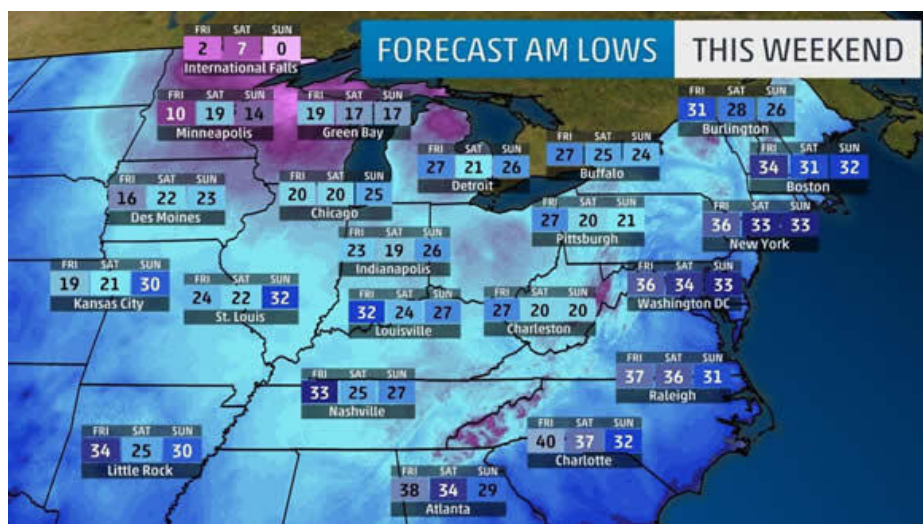 FORECAST AM LOWS THIS WEEKEND
FRI SAT SUN
2 7 0
International Falls
FRI SAT SUN
10 19 14
Minneapolis
FRI SAT SUN
19 17 17
Green Bay
FRI SAT SUN
31 28 26
Burlington
FRI SAT SUN
27 21 26
Detroit
FRI SAT SUN
27 25 24
Buffalo
FRI SAT SUN
34 31 32
Boston
FRI SAT SUN
16 22 23
Des Moines
FRI SAT SUN
20 20 25
Chicago
FRI SAT SUN
27 20 21
Pittsburgh
FRI SAT SUN
36 33 33
New York
FRI SAT SUN
23 19 26
Indianapolis
FRI SAT SUN
19 21 30
Kansas City
FRI SAT SUN
24 22 32
St. Louis
FRI SAT SUN
32 24 27
Louisville
FRI SAT SUN
27 20 20
Charleston
FRI SAT SUN
36 34 33
Washington DC
FRI SAT SUN
33 25 27
Nashville
FRI SAT SUN
37 36 31
Raleigh
FRI SAT SUN
34 25 30
Little Rock
FRI SAT SUN
40 37 32
Charlotte
FRI SAT SUN
38 34 29
Atlanta